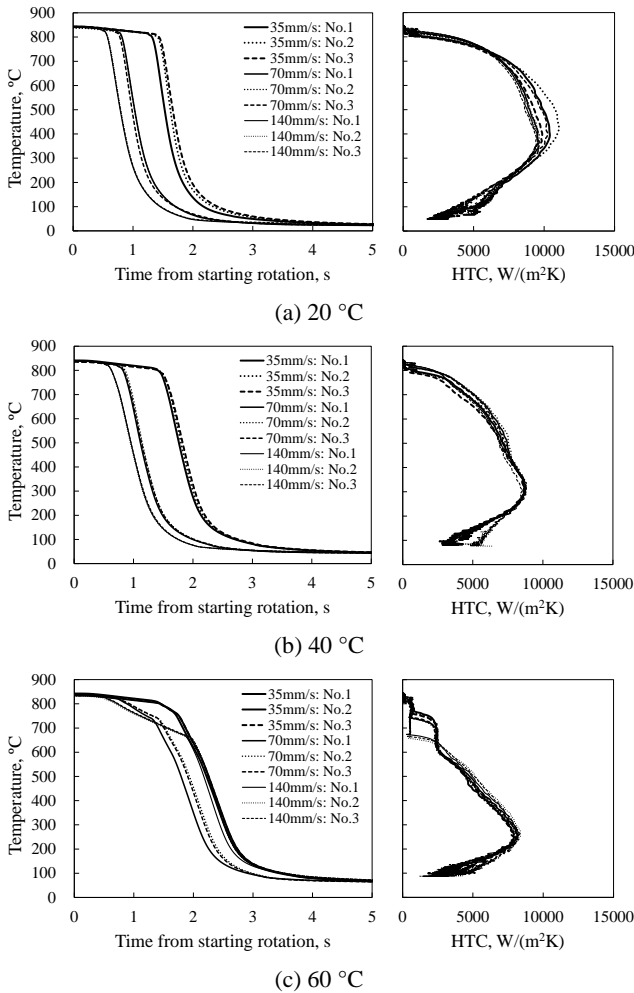 900
800
700
600
500
400
300
200
100
0
Temperature, °C
35mm/s: No.1
35mm/s: No.2
35mm/s: No.3
70mm/s: No.1
70mm/s: No.2
70mm/s: No.3
140mm/s: No.1
140mm/s: No.2
140mm/s: No.3
0 1 2 3 4 5
Time from starting rotation, s
0 5000 10000 15000
HTC, W/(m²K)
(a) 20 °C
900
800
700
600
500
400
300
200
100
0
Temperature, °C
35mm/s: No.1
35mm/s: No.2
35mm/s: No.3
70mm/s: No.1
70mm/s: No.2
70mm/s: No.3
140mm/s: No.1
140mm/s: No.2
140mm/s: No.3
0 1 2 3 4 5
Time from starting rotation, s
0 5000 10000 15000
HTC, W/(m²K)
(b) 40 °C
900
800
700
600
500
400
300
200
100
0
Temperature, °C
35mm/s: No.1
35mm/s: No.2
35mm/s: No.3
70mm/s: No.1
70mm/s: No.2
70mm/s: No.3
140mm/s: No.1
140mm/s: No.2
140mm/s: No.3
0 1 2 3 4 5
Time from starting rotation, s
0 5000 10000 15000
HTC, W/(m²K)
(c) 60 °C